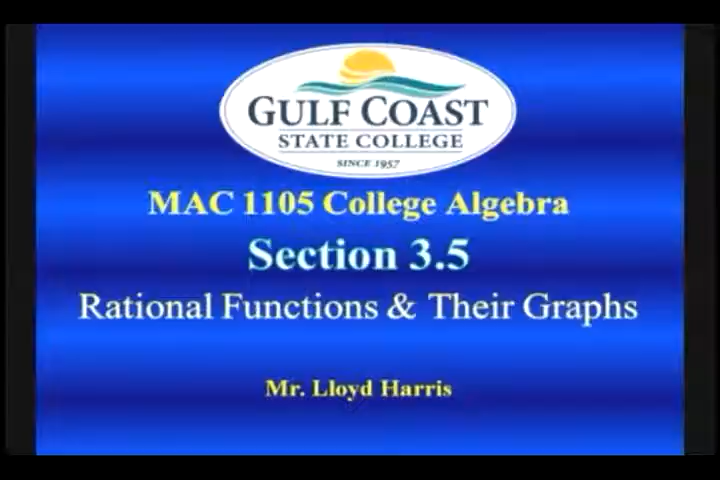 GULF COAST
STATE COLLEGE
SINCE 1957
MAC 1105 College Algebra
Section 3.5
Rational Functions & Their Graphs
Mr. Lloyd Harris